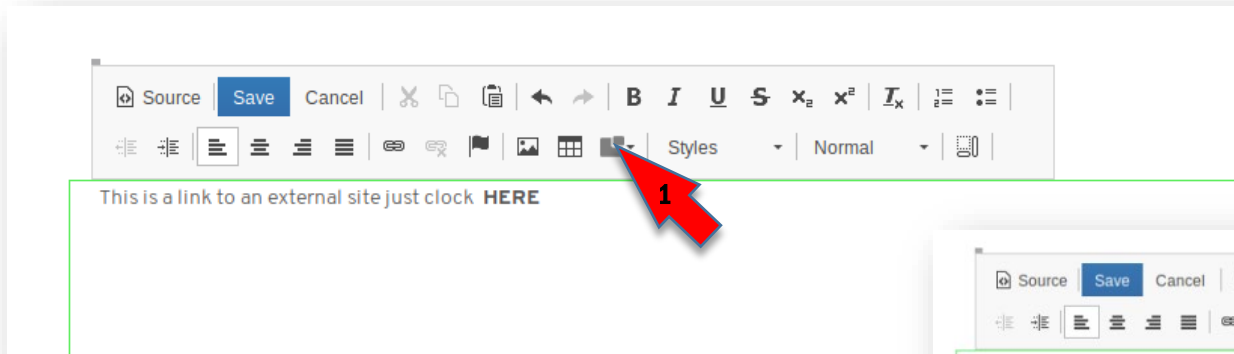 Source Save Cancel
Styles Normal
This is a link to an external site just clock HERE
1
Source Save Cancel